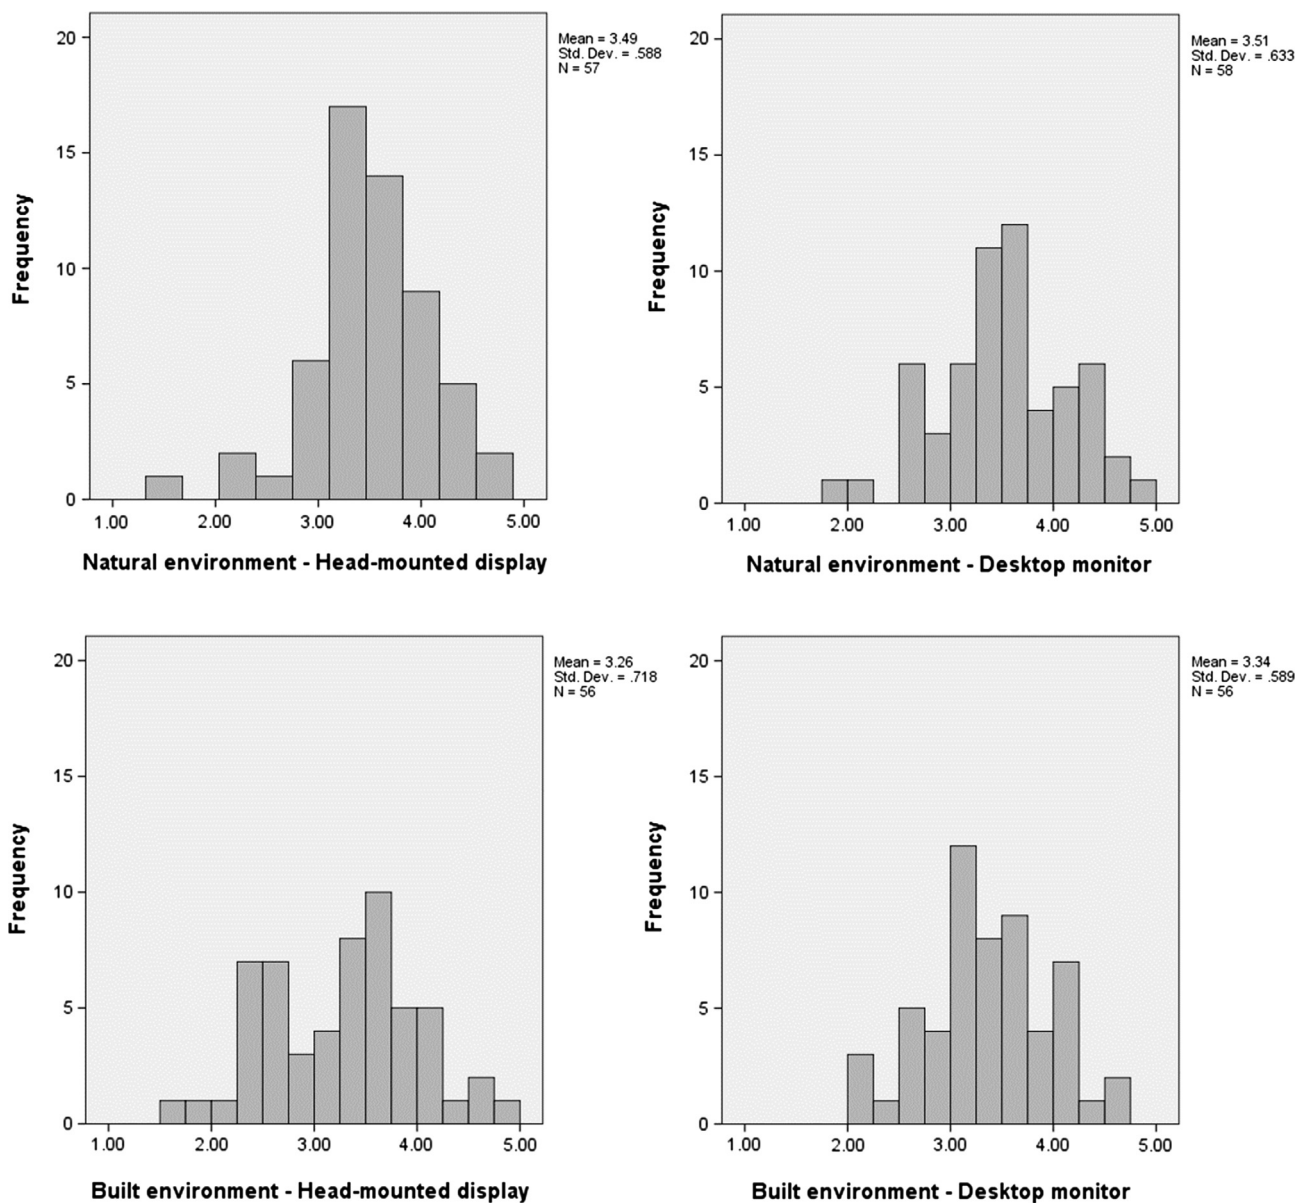 20
15
10
5
0
Frequency
1.00 2.00 3.00 4.00 5.00
Natural environment - Head-mounted display
Mean = 3.49
Std. Dev. = .588
N = 57
20
15
10
5
0
Frequency
1.00 2.00 3.00 4.00 5.00
Natural environment - Desktop monitor
Mean = 3.51
Std. Dev. = .633
N = 58
20
15
10
5
0
Frequency
1.00 2.00 3.00 4.00 5.00
Built environment - Head-mounted display
Mean = 3.26
Std. Dev. = .718
N = 56
20
15
10
5
0
Frequency
1.00 2.00 3.00 4.00 5.00
Built environment - Desktop monitor
Mean = 3.34
Std. Dev. = .589
N = 56